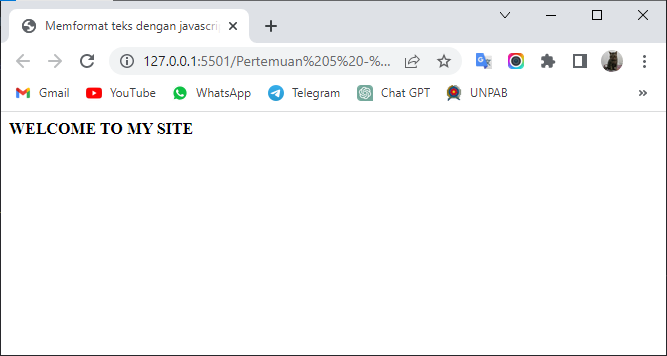 Memformat teks dengan javascri
127.0.0.1:5501/Pertemuan%205%20-%...
Gmail YouTube WhatsApp Telegram Chat GPT UNPAB »
WELCOME TO MY SITE